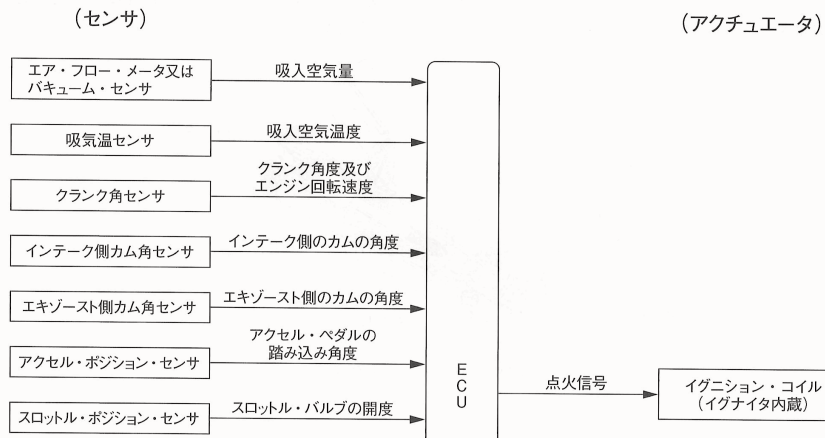 (センサ)
(アクチュエータ)
エア・フロー・メータ又は
バキューム・センサ
吸入空気量
吸気温センサ
吸入空気温度
クランク角センサ
クランク角度及び
エンジン回転速度
インテーク側カム角センサ
インテーク側のカムの角度
エキゾースト側カム角センサ
エキゾースト側のカムの角度
アクセル・ポジション・センサ
アクセル・ペダルの
踏み込み角度
スロットル・ポジション・センサ
スロットル・バルブの開度
ECU
点火信号
イグニション・コイル
(イグナイタ内蔵)